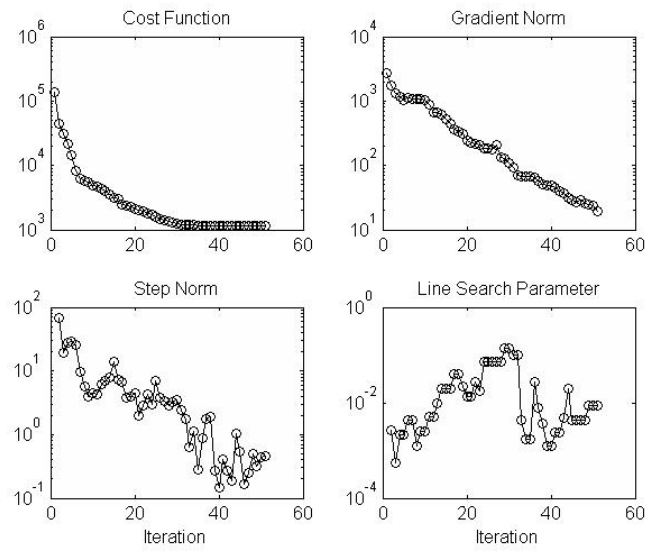 Cost Function
10^6
10^5
10^4
10^3
0 20 40 60
Gradient Norm
10^4
10^3
10^2
10^1
0 20 40 60
Step Norm
10^2
10^1
10^0
10^-1
0 20 40 60
Iteration
Line Search Parameter
10^0
10^-2
10^-4
0 20 40 60
Iteration